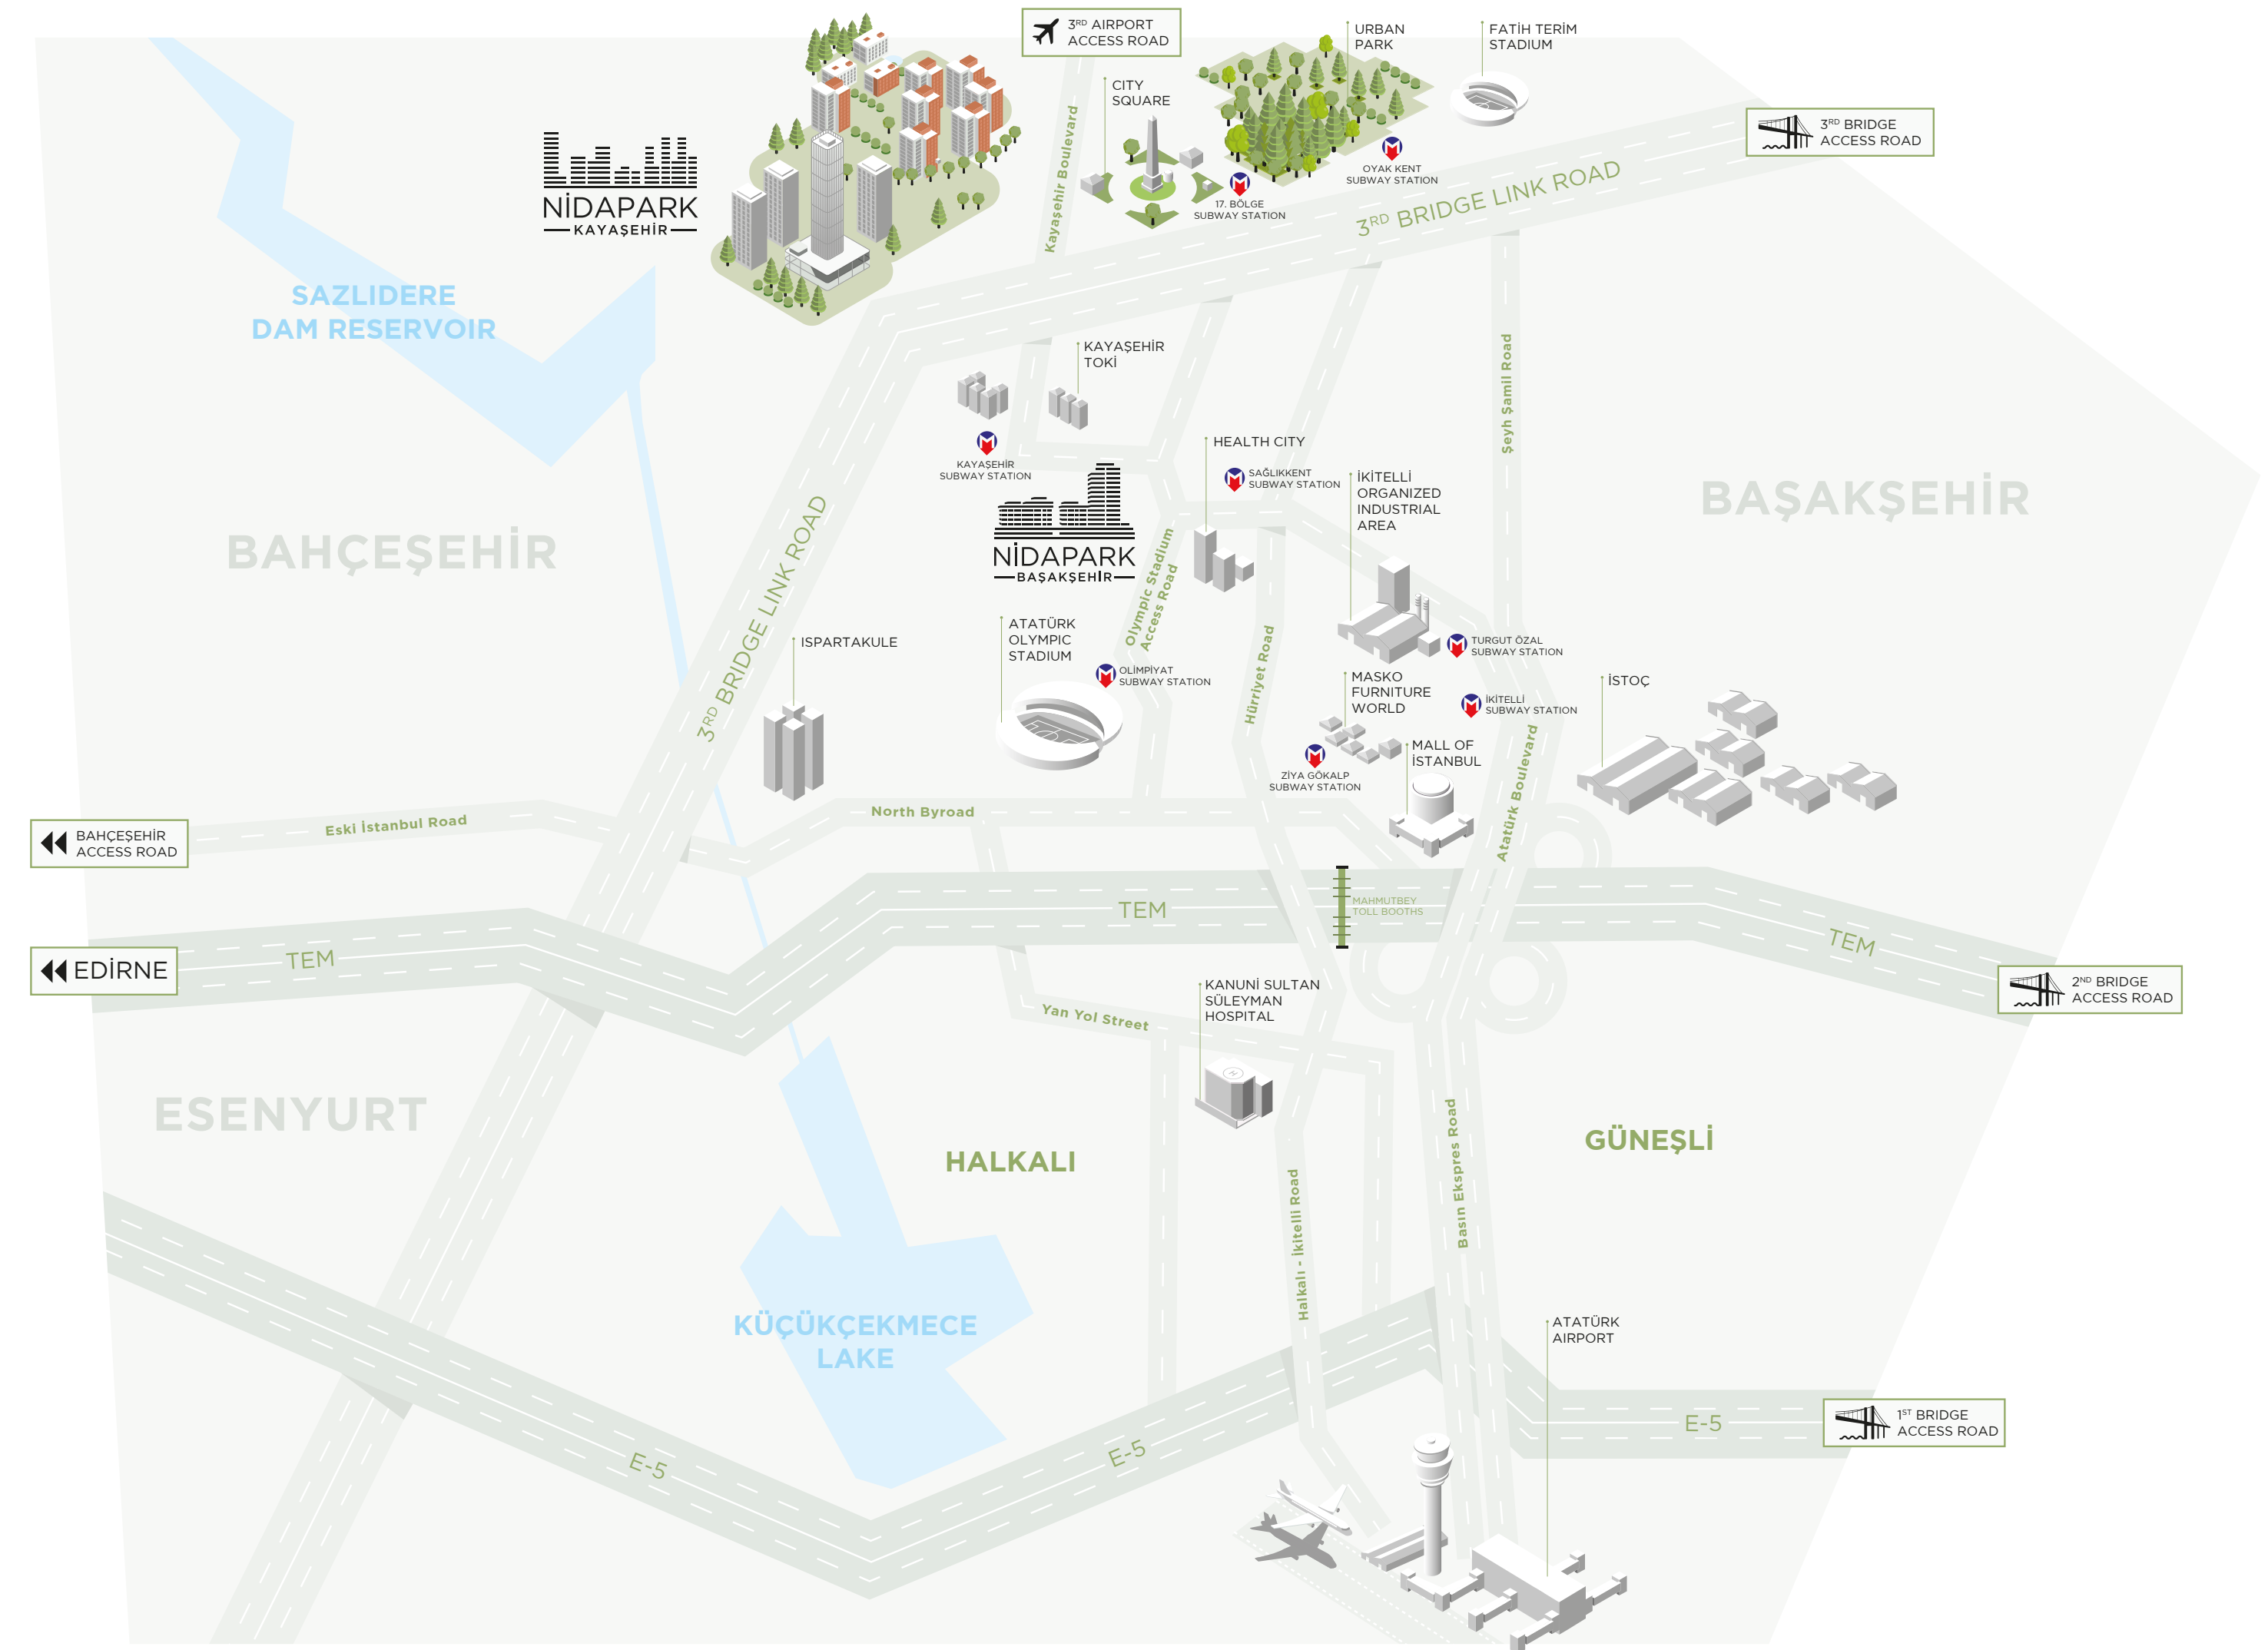 3RD AIRPORT
ACCESS ROAD
URBAN
PARK
FATİH TERİM
STADIUM
CITY
SQUARE
Kayaşehir Boulevard
3RD BRIDGE
ACCESS ROAD
OYAK KENT
SUBWAY STATION
17. BÖLGE
SUBWAY STATION
3RD BRIDGE LINK ROAD
NİDAPARK
KAYAŞEHİR
SAZLIDERE
DAM RESERVOIR
KAYAŞEHİR
TOKİ
Şeyh Şamil Road
KAYAŞEHİR
SUBWAY STATION
HEALTH CITY
SAĞLIKKENT
SUBWAY STATION
İKİTELLİ
ORGANIZED
INDUSTRIAL
AREA
BAŞAKŞEHİR
BAHÇEŞEHİR
3RD BRIDGE LINK ROAD
NİDAPARK
BAŞAKŞEHİR
Olympic Stadium
Access Road
ISPARTAKULE
ATATÜRK
OLYMPIC
STADIUM
OLİMPİYAT
SUBWAY STATION
Hürriyet Road
TURGUT ÖZAL
SUBWAY STATION
MASKO
FURNITURE
WORLD
İKİTELLİ
SUBWAY STATION
İSTOÇ
MALL OF
İSTANBUL
ZİYA GÖKALP
SUBWAY STATION
Atatürk Boulevard
BAHÇEŞEHİR
ACCESS ROAD
Eski İstanbul Road
North Byroad
TEM
MAHMUTBEY
TOLL BOOTHS
TEM
TEM
EDİRNE
2ND BRIDGE
ACCESS ROAD
KANUNİ SULTAN
SÜLEYMAN
HOSPITAL
Yan Yol Street
ESENYURT
HALKALI
GÜNEŞLİ
Basın Ekspres Road
Halkalı - İkitelli Road
KÜÇÜKÇEKMECE
LAKE
ATATÜRK
AIRPORT
E-5
E-5
E-5
1ST BRIDGE
ACCESS ROAD
H